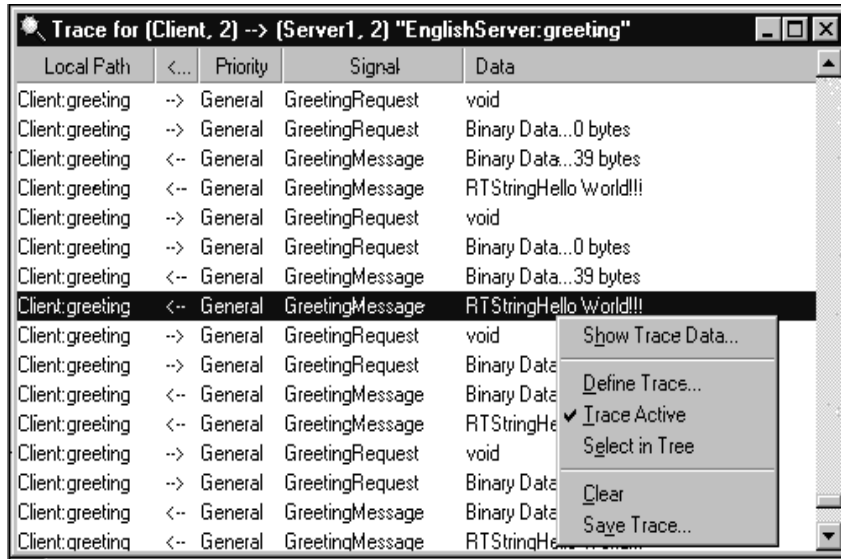 Trace for (Client, 2) --> (Server1, 2) "EnglishServer:greeting"
Local Path <... Priority Signal Data
Client:greeting --> General GreetingRequest void
Client:greeting --> General GreetingRequest Binary Data...0 bytes
Client:greeting <-- General GreetingMessage Binary Data...39 bytes
Client:greeting <-- General GreetingMessage RTStringHello World!!!
Client:greeting --> General GreetingRequest void
Client:greeting --> General GreetingRequest Binary Data...0 bytes
Client:greeting <-- General GreetingMessage Binary Data...39 bytes
Client:greeting <-- General GreetingMessage RTStringHello World!!!
Client:greeting --> General GreetingRequest void
Client:greeting --> General GreetingRequest Binary Data
Client:greeting <-- General GreetingMessage Binary Data
Client:greeting <-- General GreetingMessage RTStringHe
Client:greeting --> General GreetingRequest void
Client:greeting --> General GreetingRequest Binary Data
Client:greeting <-- General GreetingMessage Binary Data
Client:greeting <-- General GreetingMessage
Show Trace Data...
Define Trace...
Trace Active
Select in Tree
Clear
Save Trace...